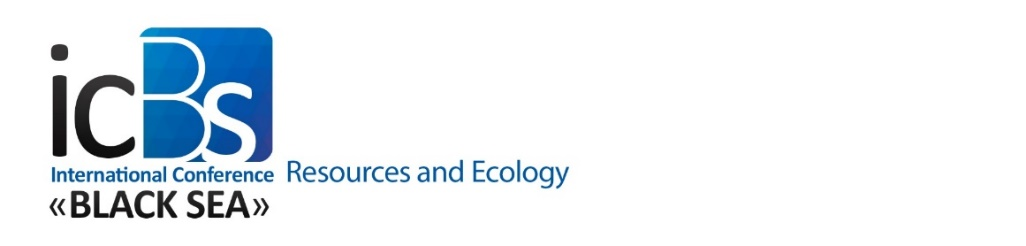 icBs
International Conference
Resources and Ecology
«BLACK SEA»